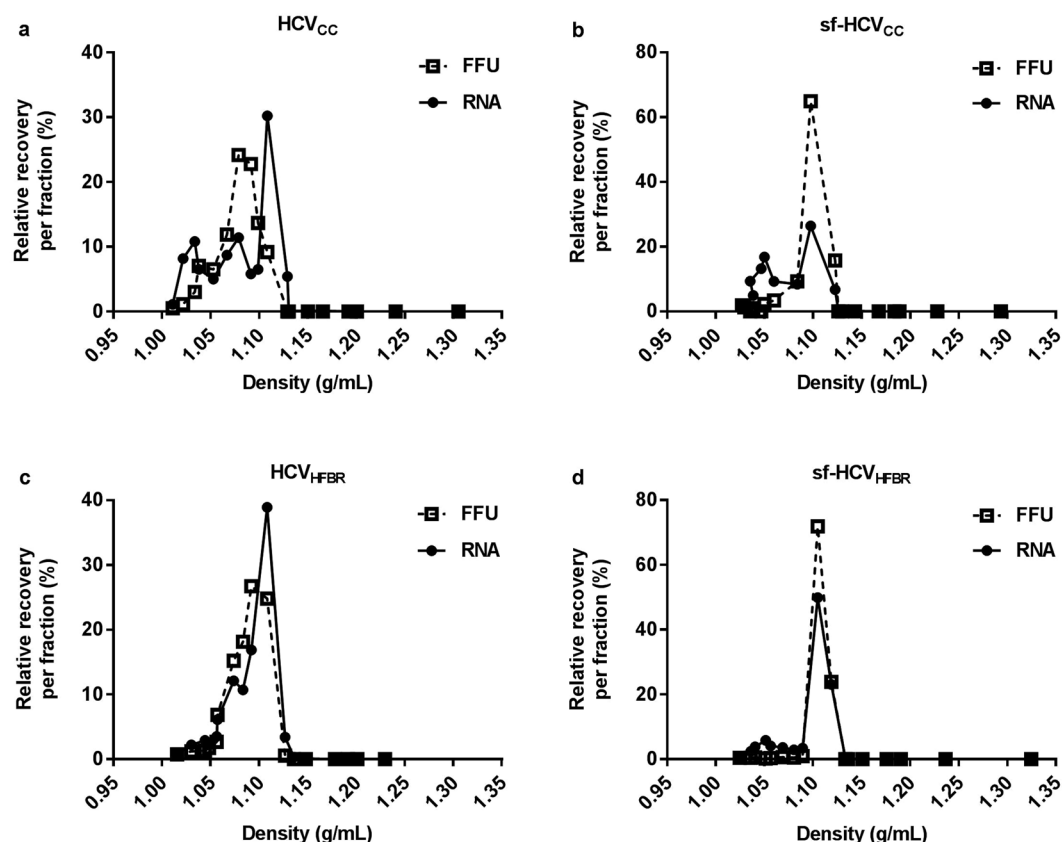 a
HCVCC
40
30
20
10
0
Relative recovery
per fraction (%)
FFU
RNA
0.95
1.00
1.05
1.10
1.15
1.20
1.25
1.30
1.35
Density (g/mL)
b
sf-HCVCC
80
60
40
20
0
Relative recovery
per fraction (%)
FFU
RNA
0.95
1.00
1.05
1.10
1.15
1.20
1.25
1.30
1.35
Density (g/mL)
c
HCVHFBR
40
30
20
10
0
Relative recovery
per fraction (%)
FFU
RNA
0.95
1.00
1.05
1.10
1.15
1.20
1.25
1.30
1.35
Density (g/mL)
d
sf-HCVHFBR
80
60
40
20
0
Relative recovery
per fraction (%)
FFU
RNA
0.95
1.00
1.05
1.10
1.15
1.20
1.25
1.30
1.35
Density (g/mL)